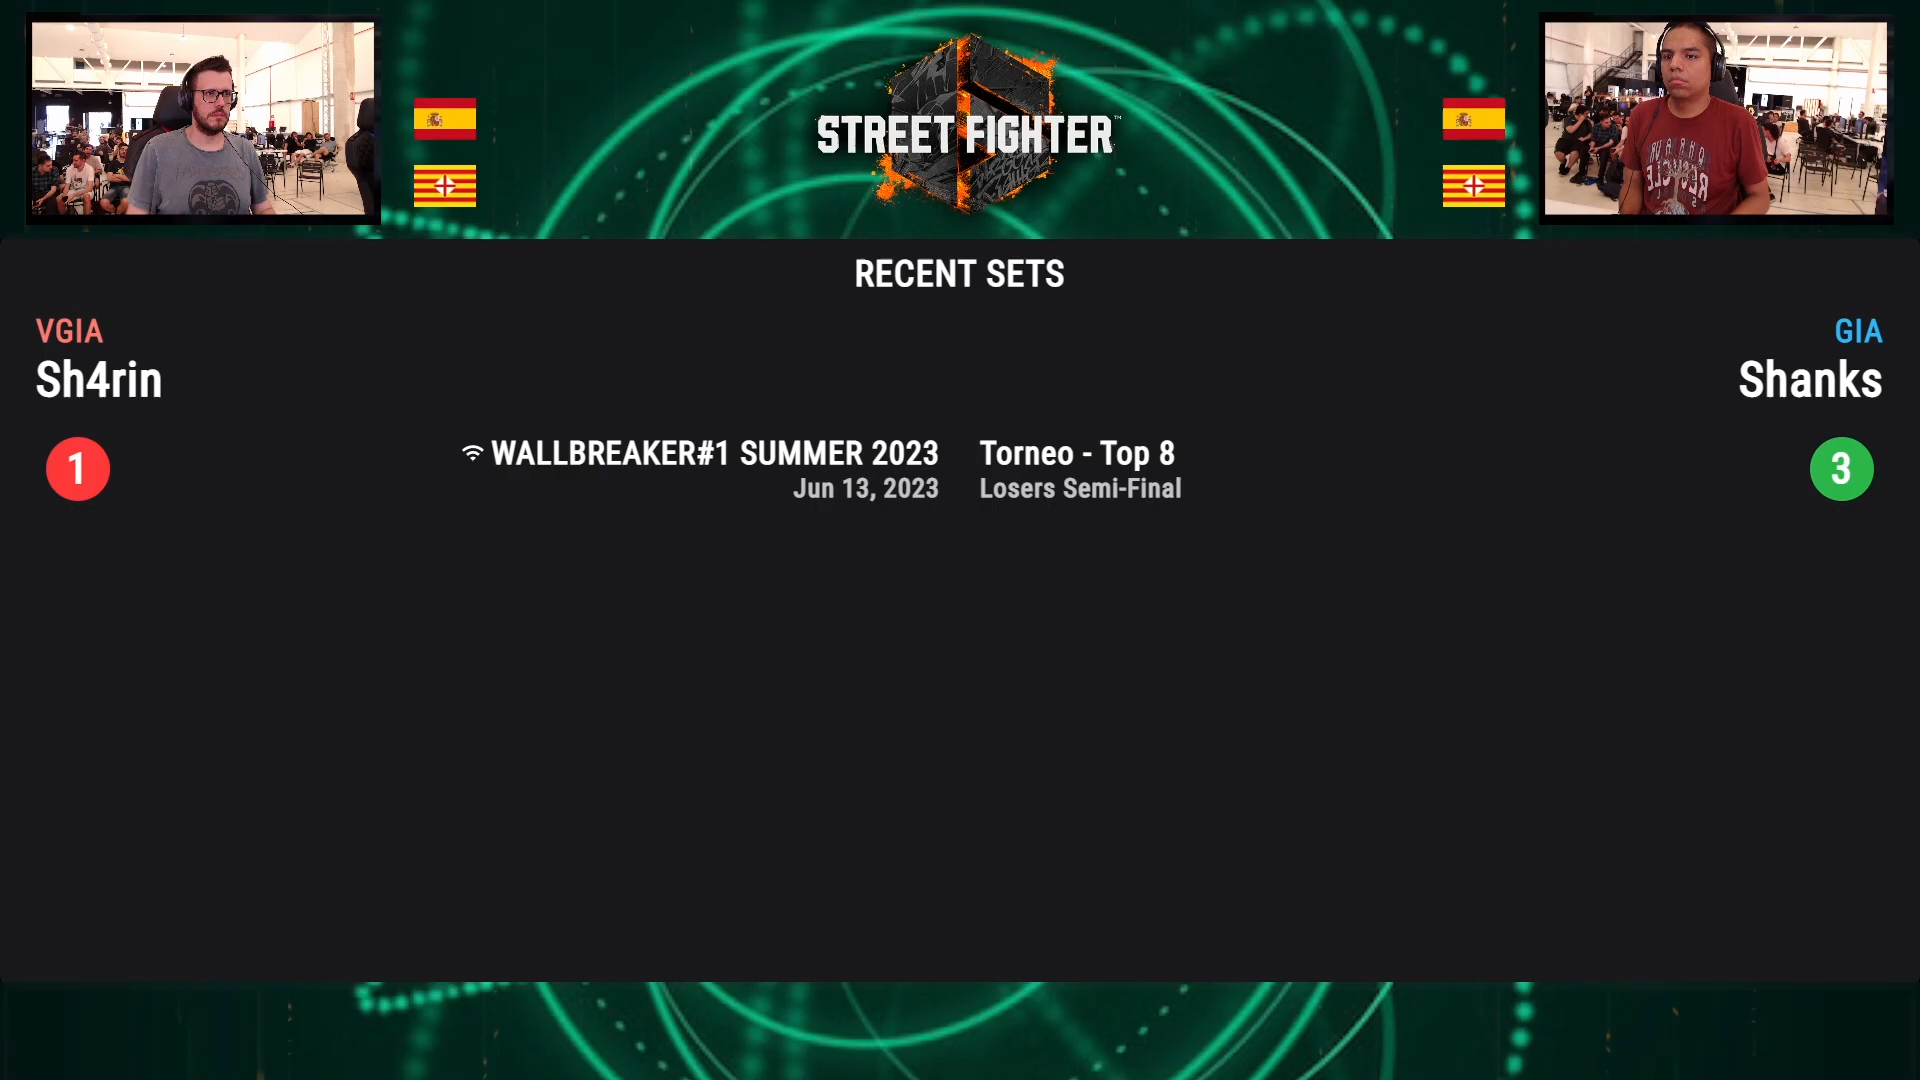 STREET FIGHTER™
RECENT SETS
VGIA
Sh4rin
GIA
Shanks
1
WALLBREAKER#1 SUMMER 2023
Jun 13, 2023
Torneo - Top 8
Losers Semi-Final
3